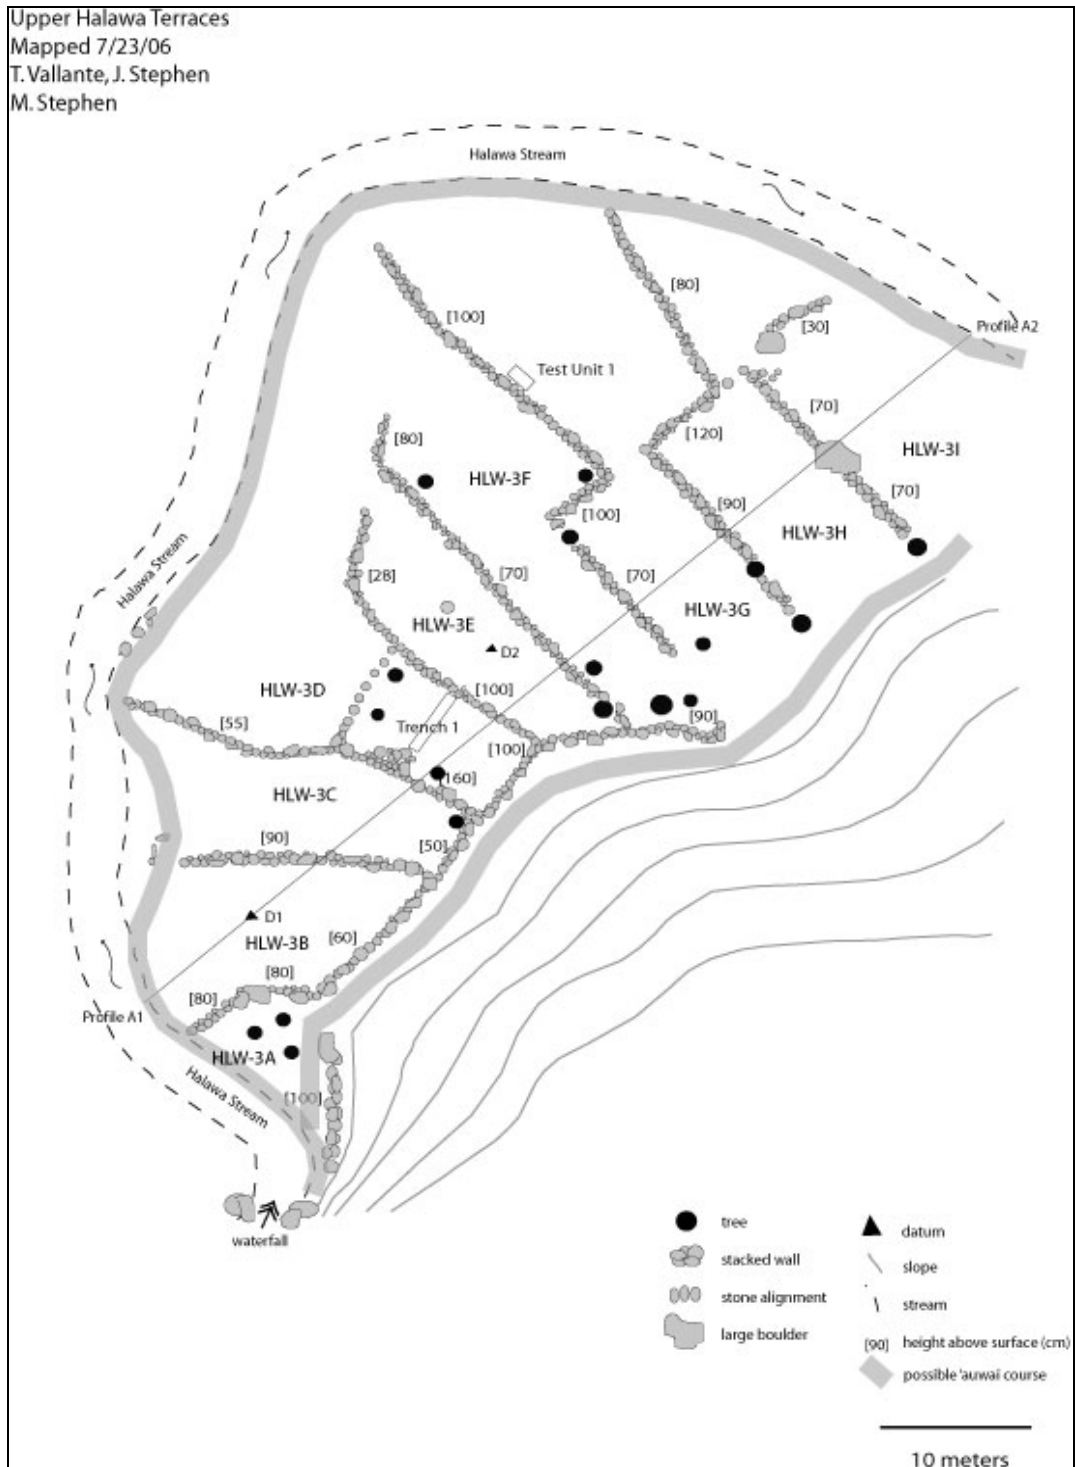 Upper Halawa Terraces
Mapped 7/23/06
T. Vallante, J. Stephen
M. Stephen
Halawa Stream
[80]
[100]
[30]
Profile A2
Test Unit 1
[70]
[80]
[120]
HLW-3I
HLW-3F
[70]
[100]
[90]
HLW-3H
Halawa Stream
[28]
[70]
[70]
HLW-3G
HLW-3E
D2
HLW-3D
[100]
[55]
Trench 1
[90]
[100]
[160]
HLW-3C
[90]
[50]
D1
HLW-3B
[60]
[80]
[80]
Profile A1
HLW-3A
Halawa Stream
[100]
waterfall
tree
stacked wall
stone alignment
large boulder
datum
slope
stream
[90] height above surface (cm)
possible 'auwai course
10 meters